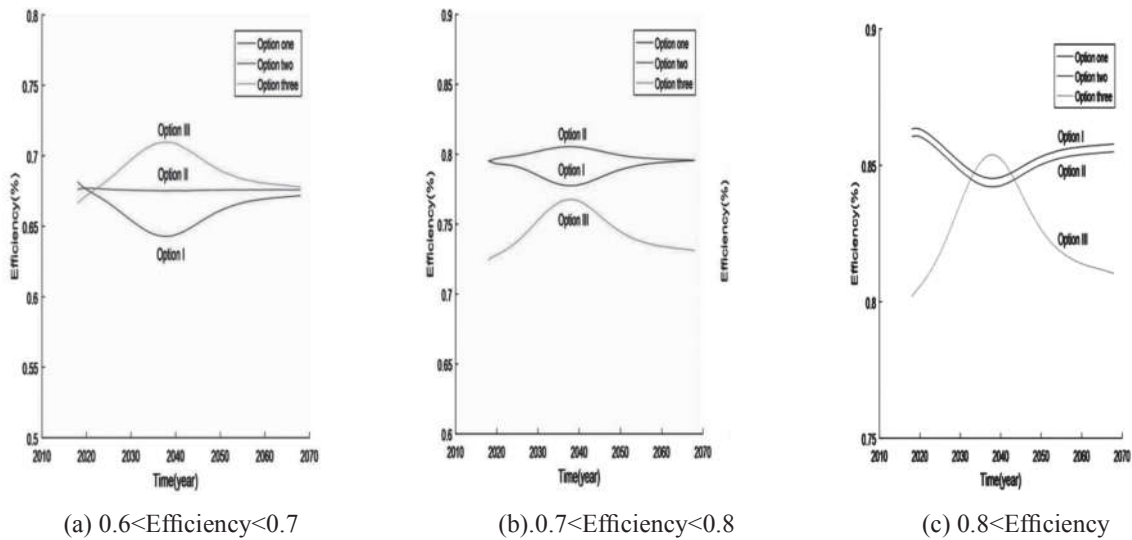 0.8
0.75
0.7
0.65
0.6
0.55
0.5
2010 2020 2030 2040 2050 2060 2070
Efficiency(%)
Time(year)
Option one
Option two
Option three
Option III
Option II
Option I
(a) 0.6<Efficiency<0.7
0.9
0.85
0.8
0.75
0.7
0.65
0.6
2010 2020 2030 2040 2050 2060 2070
Efficiency(%)
Time(year)
Option one
Option two
Option three
Option II
Option I
Option III
Efficiency(%)
(b).0.7<Efficiency<0.8
0.9
0.85
0.8
0.75
2010 2020 2030 2040 2050 2060 2070
Efficiency(%)
Time(year)
Option one
Option two
Option three
Option I
Option II
Option III
(c) 0.8<Efficiency